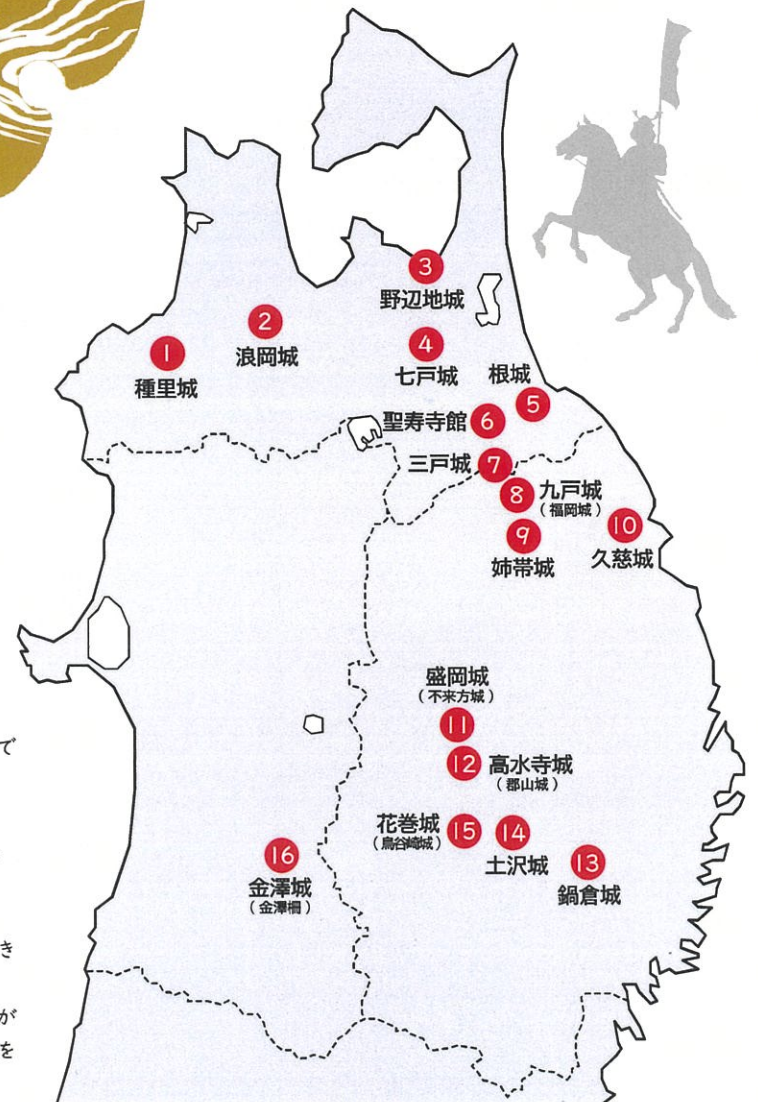 3
野辺地城
2
浪岡城
1
種里城
4
七戸城
根城
5
聖寿寺館 6
三戸城 7
8 九戸城
（福岡城）
9
姉帯城
10
久慈城
盛岡城
（不来方城）
11
12 高水寺城
（郡山城）
花巻城
（鳥谷崎城）
15
14
土沢城
13
鍋倉城
16
金澤城
（金澤柵）
で
き
が
を